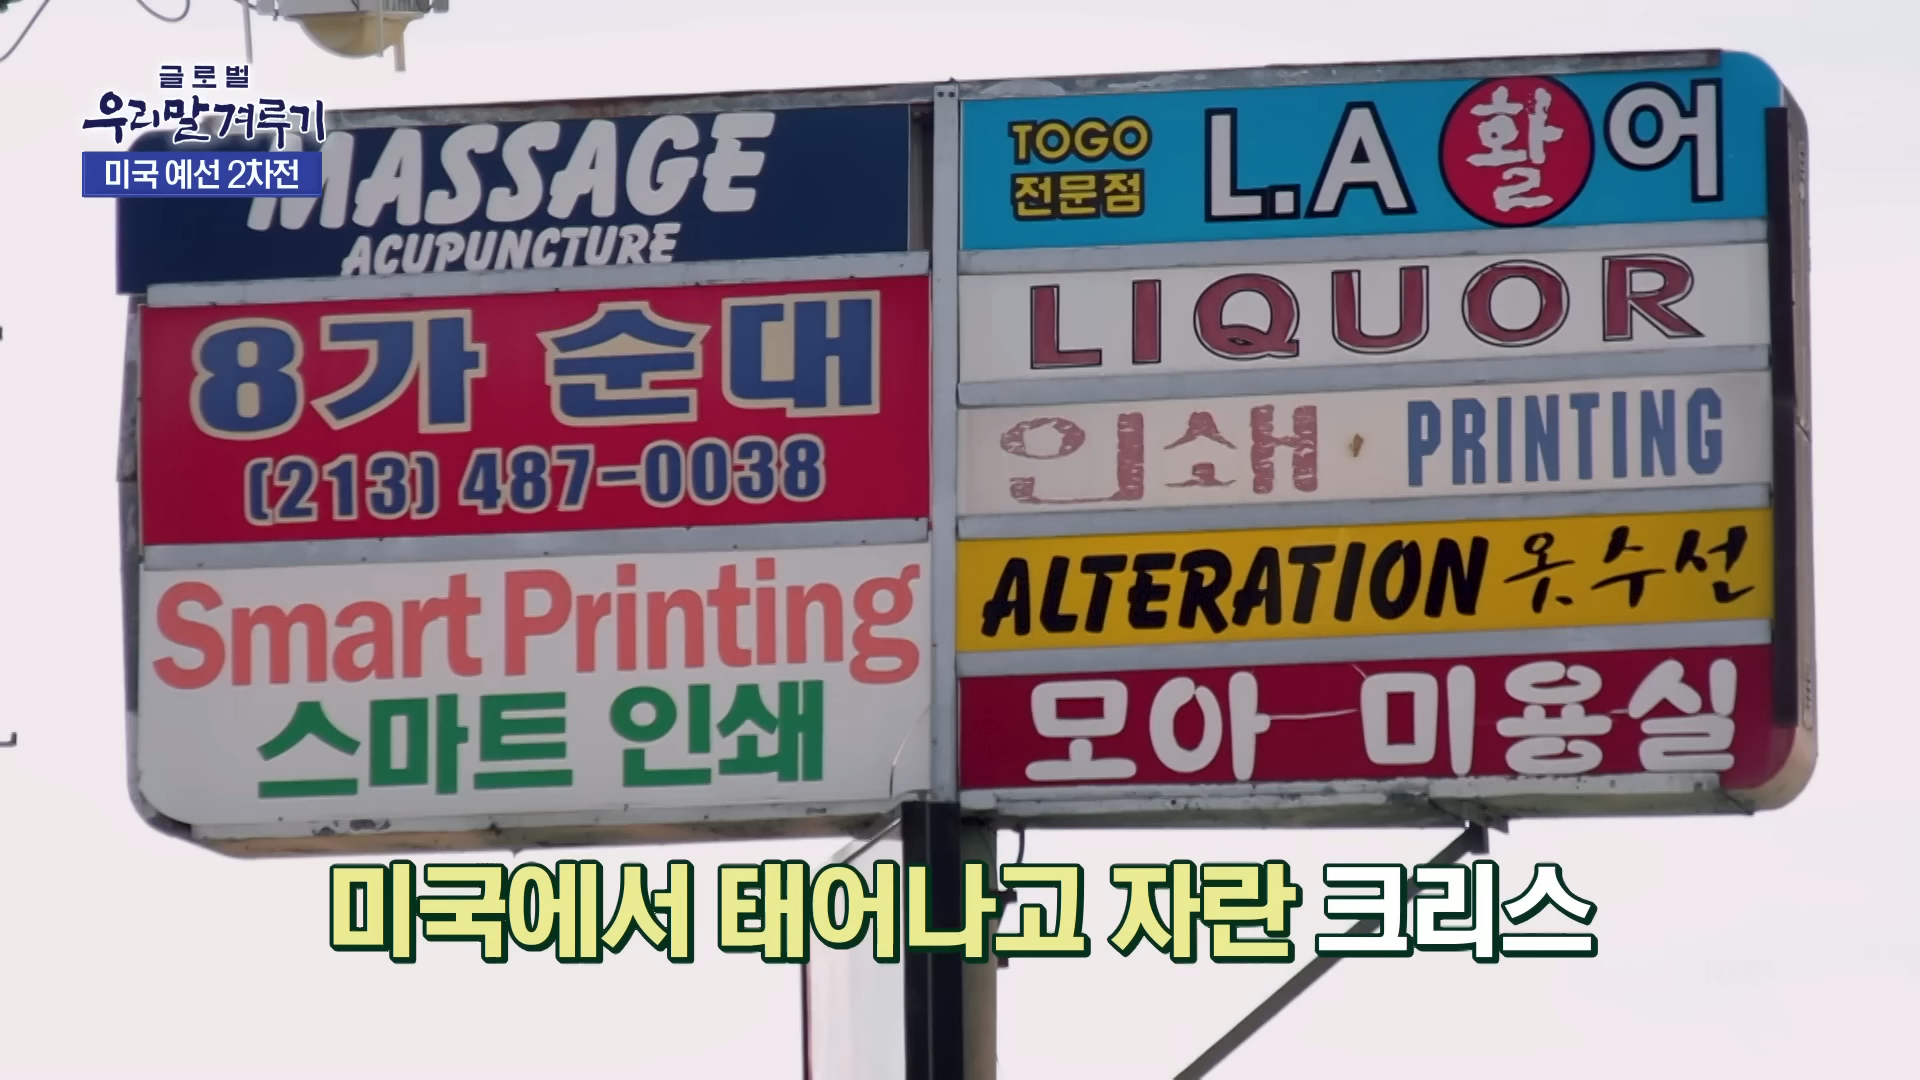 글로벌
우리말 겨루기
미국 예선 2차전
MASSAGE
ACUPUNCTURE
8가 순대
(213) 487-0038
Smart Printing
스마트 인쇄
TOGO
전문점
L.A 활어
LIQUOR
인쇄 · PRINTING
ALTERATION 옷수선
모아 미용실
미국에서 태어나고 자란 크리스